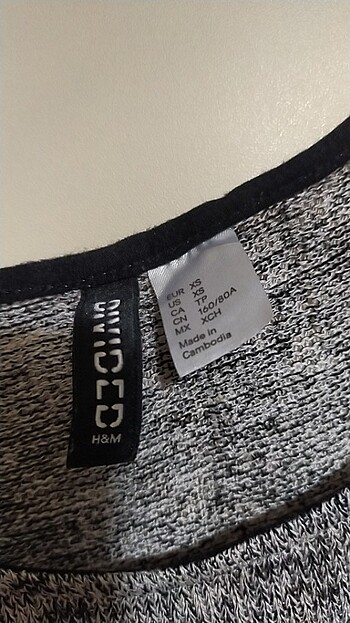 DIVIDED
H&M
EUR XS
US XS
CA TP
CN 160/80A
MX XCH
Made in
Cambodia